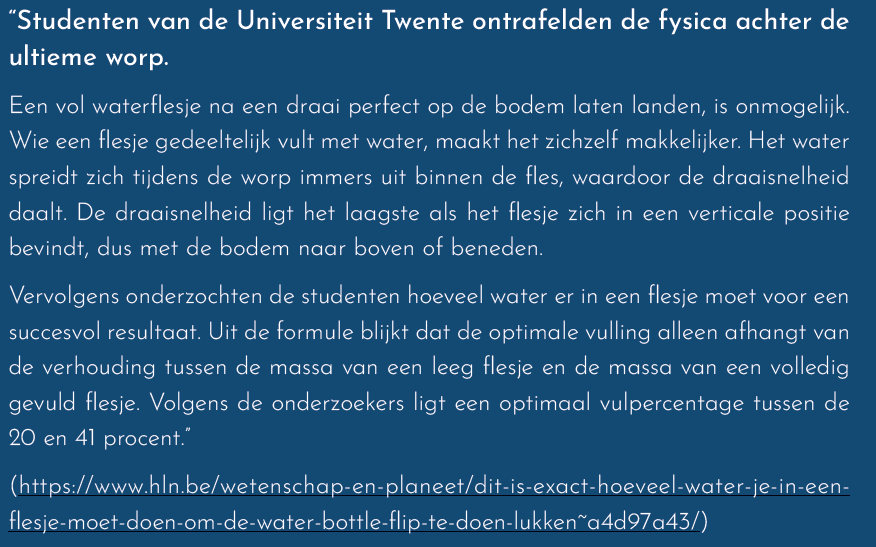 “Studenten van de Universiteit Twente ontrafelden de fysica achter de
ultieme worp.
Een vol waterflesje na een draai perfect op de bodem laten landen, is onmogelijk.
Wie een flesje gedeeltelijk vult met water, maakt het zichzelf makkelijker. Het water
spreidt zich tijdens de worp immers uit binnen de fles, waardoor de draaisnelheid
daalt. De draaisnelheid ligt het laagste als het flesje zich in een verticale positie
bevindt, dus met de bodem naar boven of beneden.
Vervolgens onderzochten de studenten hoeveel water er in een flesje moet voor een
succesvol resultaat. Uit de formule blijkt dat de optimale vulling alleen afhangt van
de verhouding tussen de massa van een leeg flesje en de massa van een volledig
gevuld flesje. Volgens de onderzoekers ligt een optimaal vulpercentage tussen de
20 en 41 procent.”
(https://www.hln.be/wetenschap-en-planeet/dit-is-exact-hoeveel-water-je-in-een-
flesje-moet-doen-om-de-water-bottle-flip-te-doen-lukken~a4d97a43/)